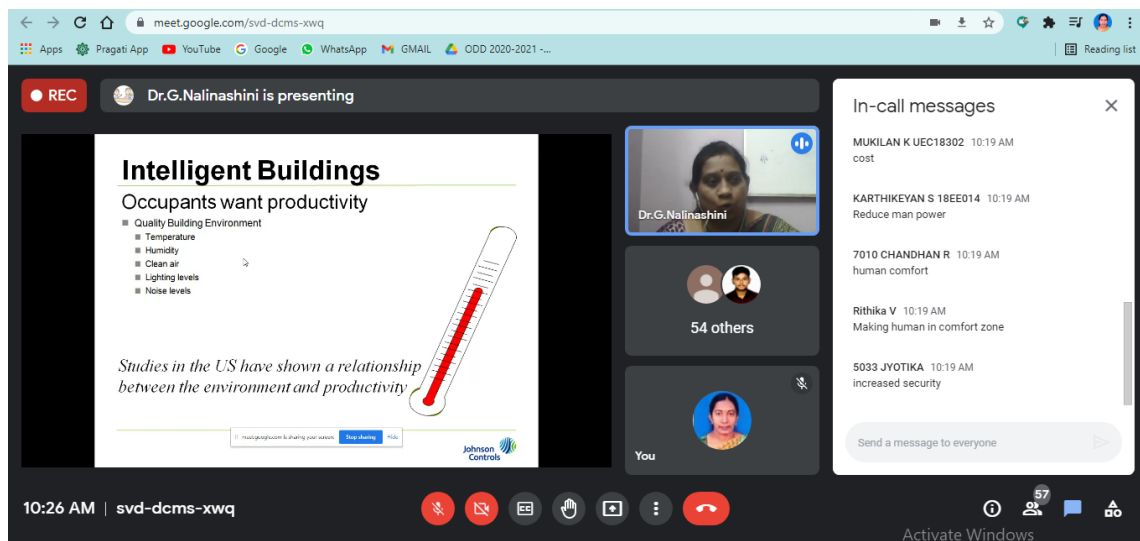 meet.google.com/svd-dcms-xwq
Apps Pragati App YouTube Google WhatsApp GMAIL ODD 2020-2021 -... Reading list
REC Dr.G.Nalinashini is presenting
Intelligent Buildings
Occupants want productivity
Quality Building Environment
Temperature
Humidity
Clean air
Lighting levels
Noise levels
Studies in the US have shown a relationship
between the environment and productivity
meet.google.com is sharing your screen. Stop sharing Hide
Johnson
Controls
Dr.G.Nalinashini
54 others
You
In-call messages
MUKILAN K UEC18302 10:19 AM
cost
KARTHIKEYAN S 18EE014 10:19 AM
Reduce man power
7010 CHANDHAN R 10:19 AM
human comfort
Rithika V 10:19 AM
Making human in comfort zone
5033 JYOTIKA 10:19 AM
increased security
Send a message to everyone
10:26 AM | svd-dcms-xwq
CC
57
Activate Windows